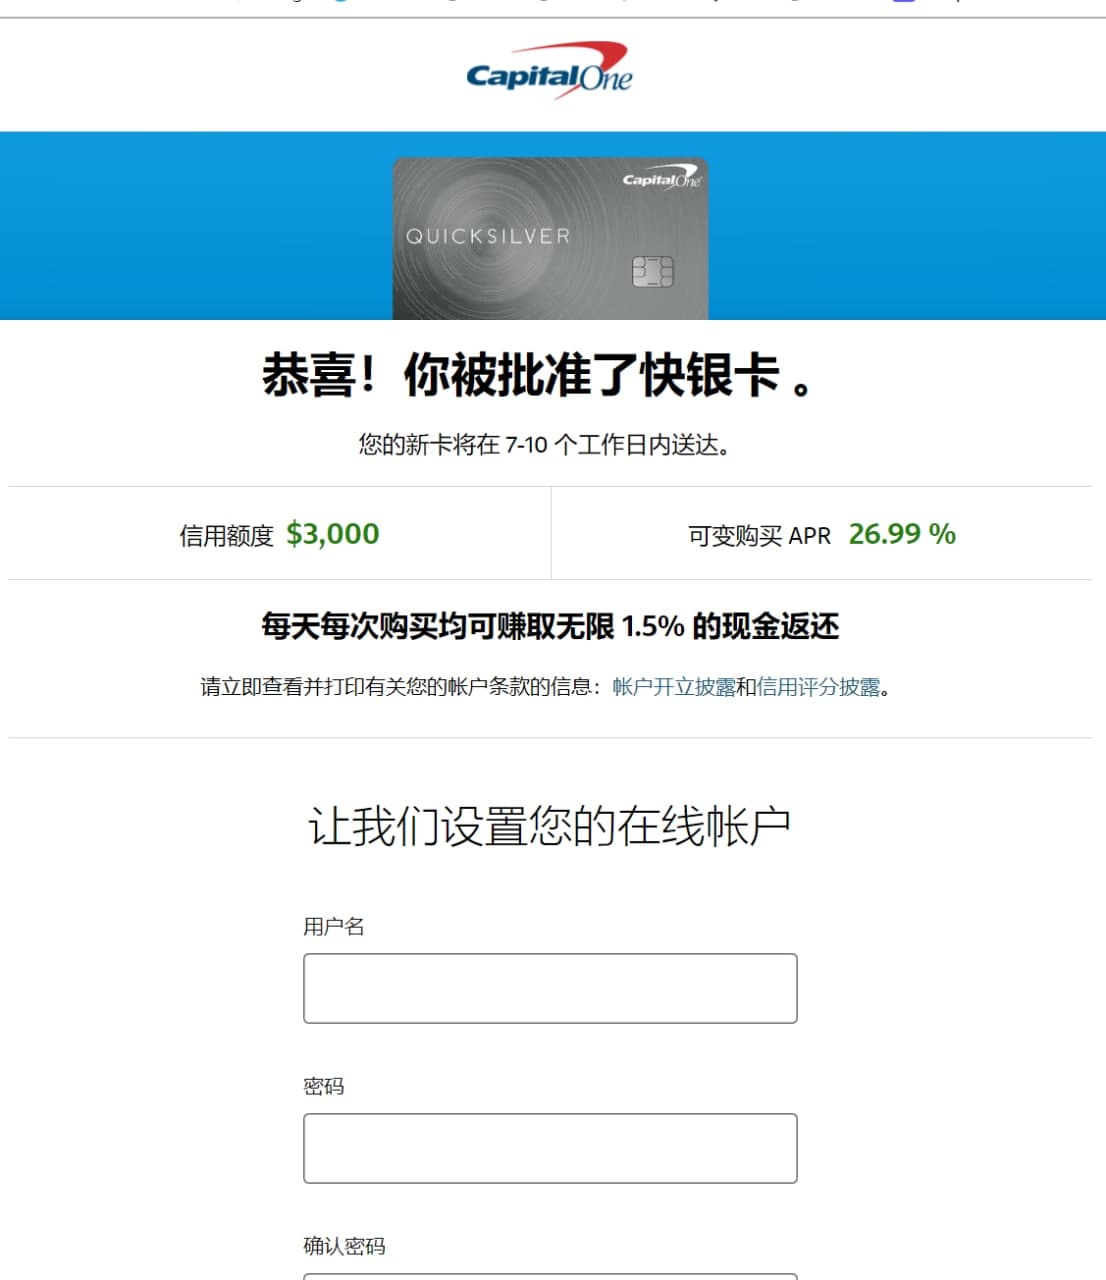 CapitalOne
CapitalOne
QUICKSILVER
恭喜！你被批准了快银卡 。
您的新卡将在 7-10 个工作日内送达。
信用额度 $3,000
可变购买 APR 26.99 %
每天每次购买均可赚取无限 1.5% 的现金返还
请立即查看并打印有关您的帐户条款的信息：帐户开立披露和信用评分披露。
让我们设置您的在线帐户
用户名
密码
确认密码